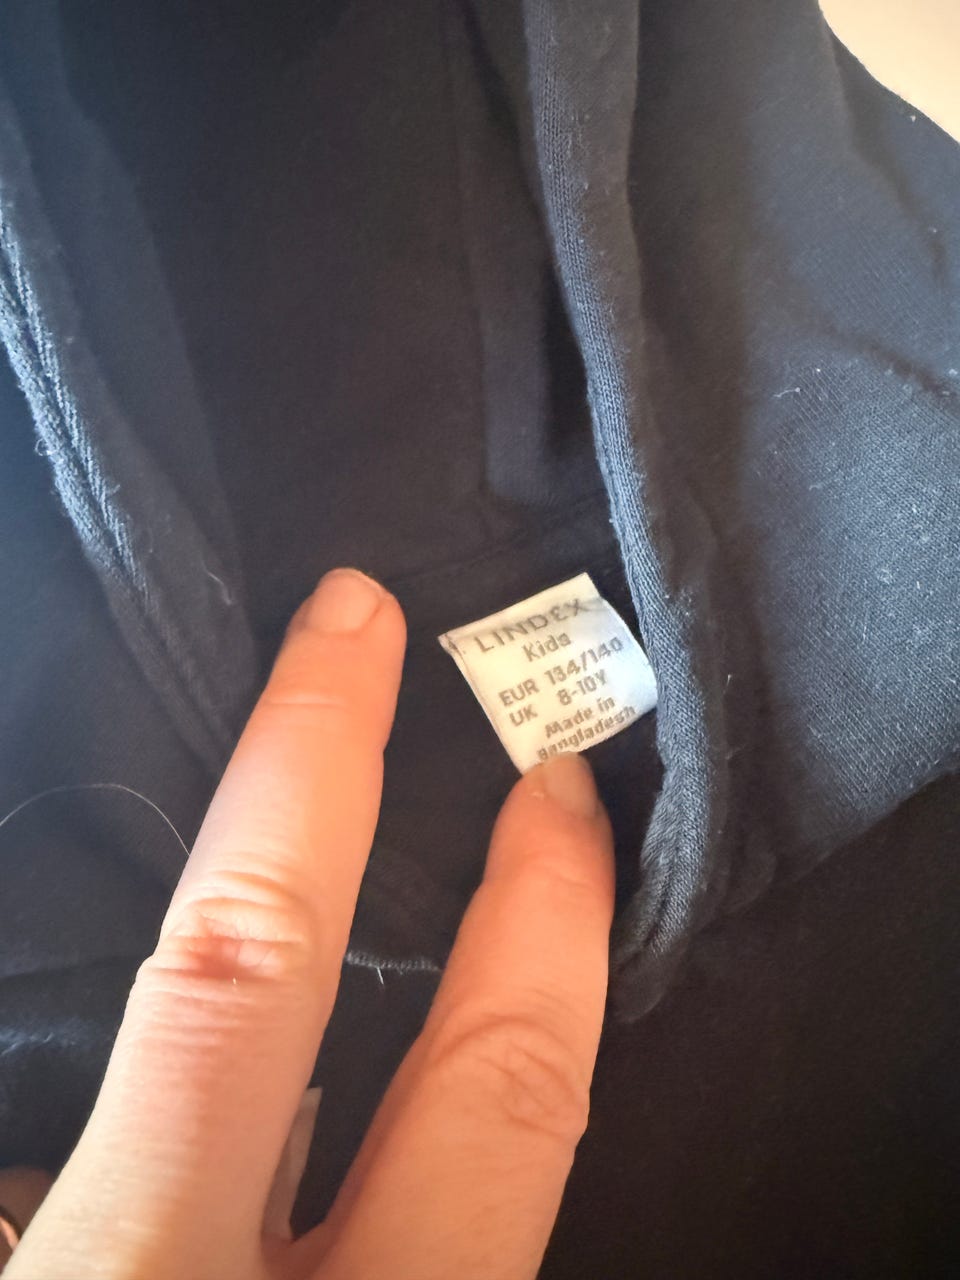 LINDEX
Kids
EUR 134/140
UK 8-10Y
Made in
Bangladesh